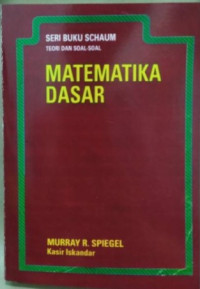 SERI BUKU SCHAUM
TEORI DAN SOAL-SOAL
MATEMATIKA
DASAR
MURRAY R. SPIEGEL
Kasir Iskandar